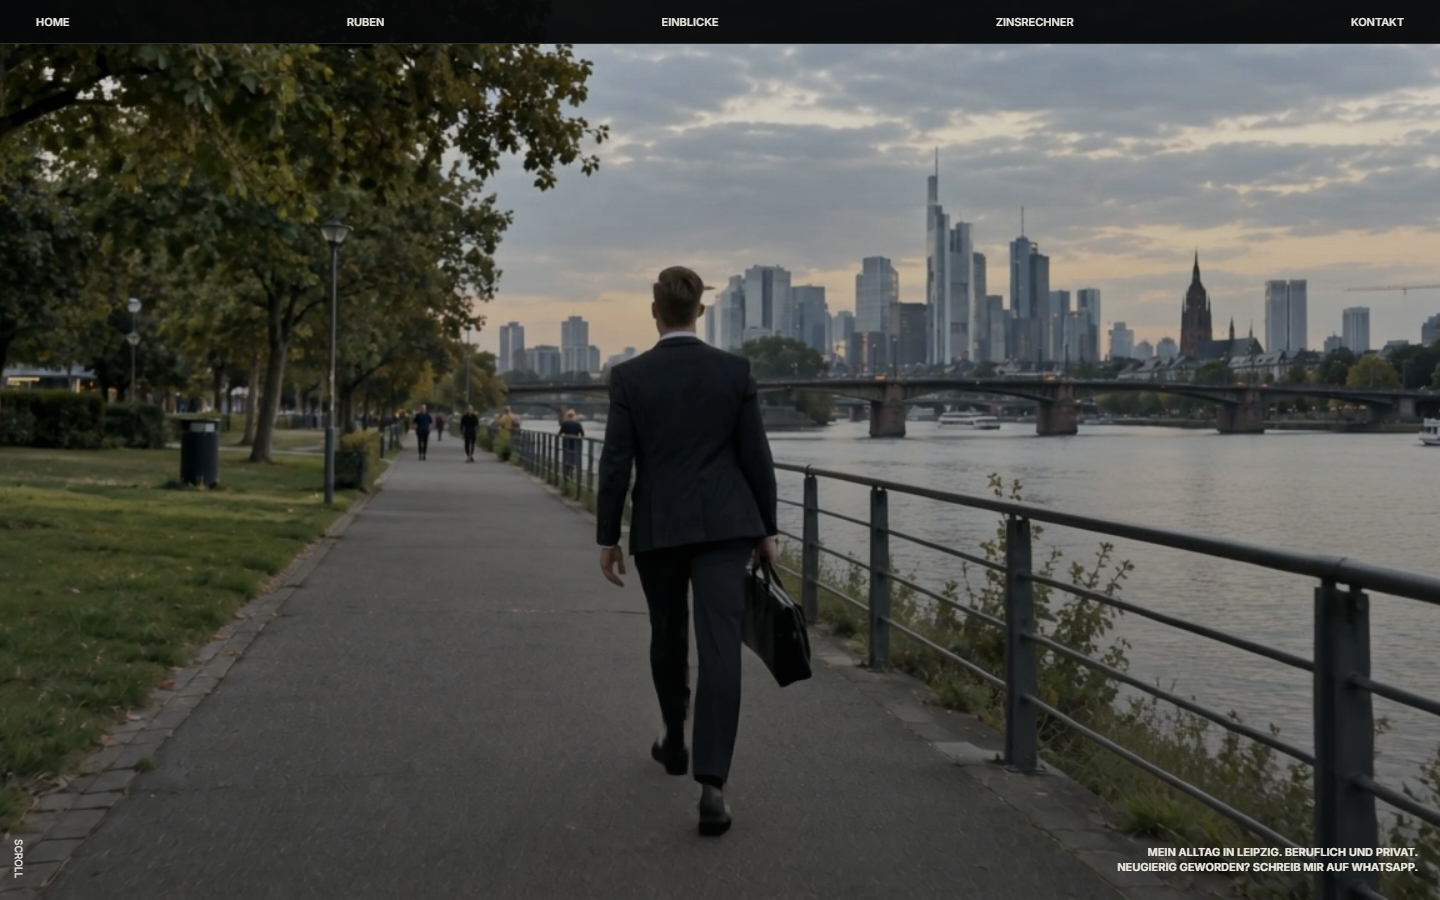 HOME
RUBEN
EINBLICKE
ZINSRECHNER
KONTAKT
SCROLL
MEIN ALLTAG IN LEIPZIG. BERUFLICH UND PRIVAT.
NEUGIERIG GEWORDEN? SCHREIB MIR AUF WHATSAPP.